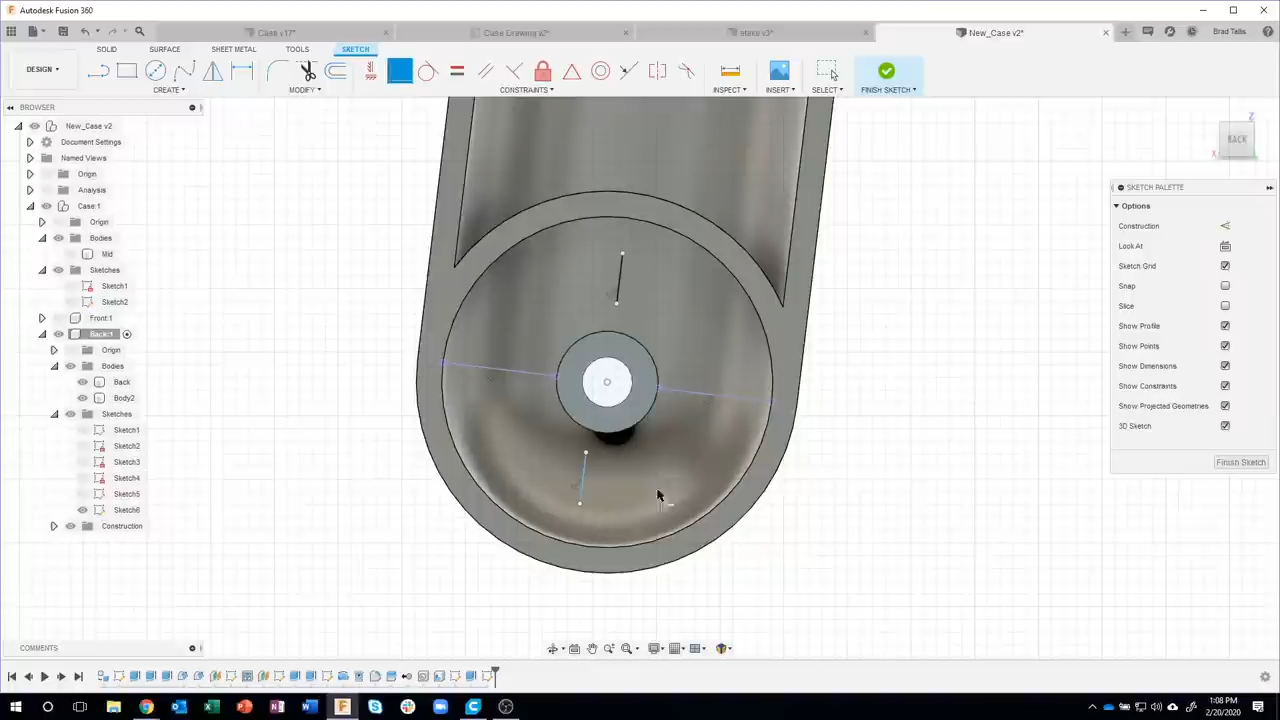 Autodesk Fusion 360
Case v17*
Case Drawing v2*
stake v3*
New_Case v2*
Brad Tallis
SOLID
SURFACE
SHEET METAL
TOOLS
SKETCH
DESIGN
CREATE
MODIFY
CONSTRAINTS
INSPECT
INSERT
SELECT
FINISH SKETCH
BROWSER
New_Case v2
Document Settings
Named Views
Origin
Analysis
Case:1
Origin
Bodies
Mid
Sketches
Sketch1
Sketch2
Front:1
Back:1
Origin
Bodies
Back
Body2
Sketches
Sketch1
Sketch2
Sketch3
Sketch4
Sketch5
Sketch6
Construction
Z
BACK
X
SKETCH PALETTE
Options
Construction
Look At
Sketch Grid
Snap
Slice
Show Profile
Show Points
Show Dimensions
Show Constraints
Show Projected Geometries
3D Sketch
Finish Sketch
COMMENTS
1:08 PM
2/20/2020